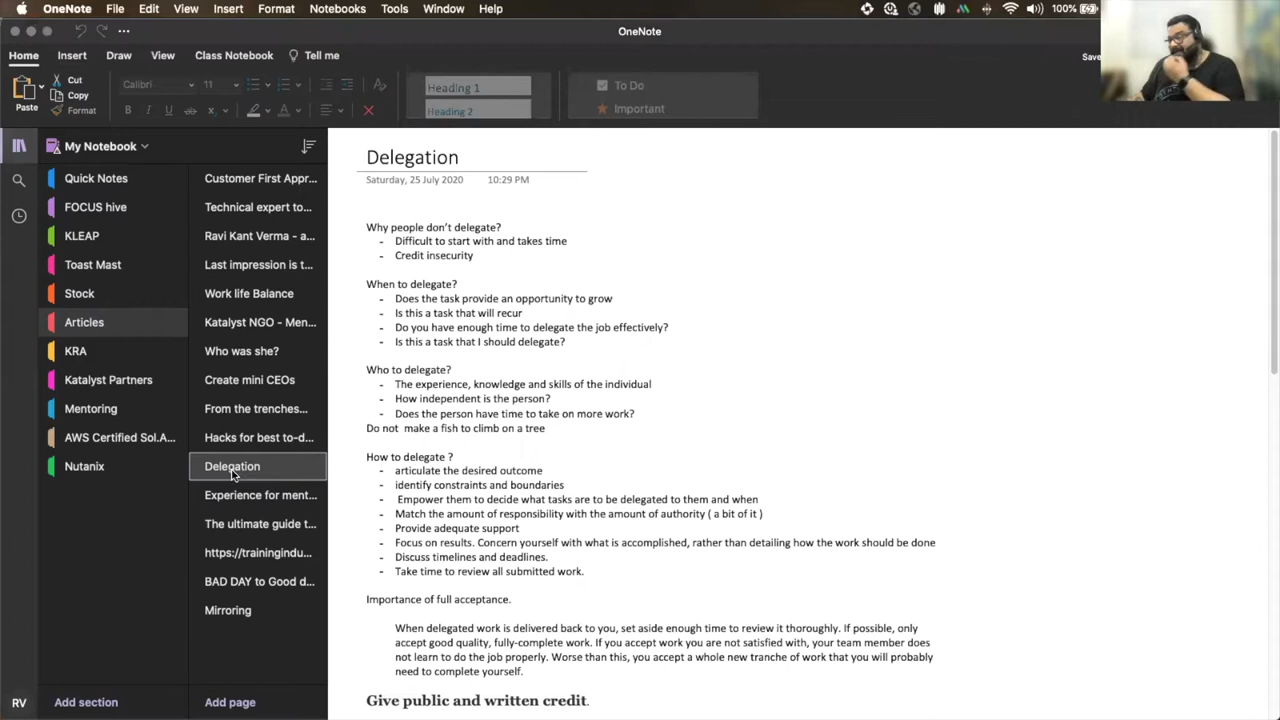 OneNote File Edit View Insert Format Notebooks Tools Window Help 100%
OneNote
Home Insert Draw View Class Notebook Tell me
Paste Cut Copy Format Calibri 11 B I U Heading 1 Heading 2 To Do Important
My Notebook
Quick Notes
FOCUS hive
KLEAP
Toast Mast
Stock
Articles
KRA
Katalyst Partners
Mentoring
AWS Certified Sol.A...
Nutanix
RV
Add section
Customer First Appr...
Technical expert to...
Ravi Kant Verma - a...
Last impression is t...
Work life Balance
Katalyst NGO - Men...
Who was she?
Create mini CEOs
From the trenches...
Hacks for best to-d...
Delegation
Experience for ment...
The ultimate guide t...
https://trainingindu...
BAD DAY to Good d...
Mirroring
Add page
Delegation
Saturday, 25 July 2020 10:29 PM
Why people don't delegate?
- Difficult to start with and takes time
- Credit insecurity
When to delegate?
- Does the task provide an opportunity to grow
- Is this a task that will recur
- Do you have enough time to delegate the job effectively?
- Is this a task that I should delegate?
Who to delegate?
- The experience, knowledge and skills of the individual
- How independent is the person?
- Does the person have time to take on more work?
Do not make a fish to climb on a tree
How to delegate ?
- articulate the desired outcome
- identify constraints and boundaries
- Empower them to decide what tasks are to be delegated to them and when
- Match the amount of responsibility with the amount of authority ( a bit of it )
- Provide adequate support
- Focus on results. Concern yourself with what is accomplished, rather than detailing how the work should be done
- Discuss timelines and deadlines.
- Take time to review all submitted work.
Importance of full acceptance.
When delegated work is delivered back to you, set aside enough time to review it thoroughly. If possible, only
accept good quality, fully-complete work. If you accept work you are not satisfied with, your team member does
not learn to do the job properly. Worse than this, you accept a whole new tranche of work that you will probably
need to complete yourself.
Give public and written credit.